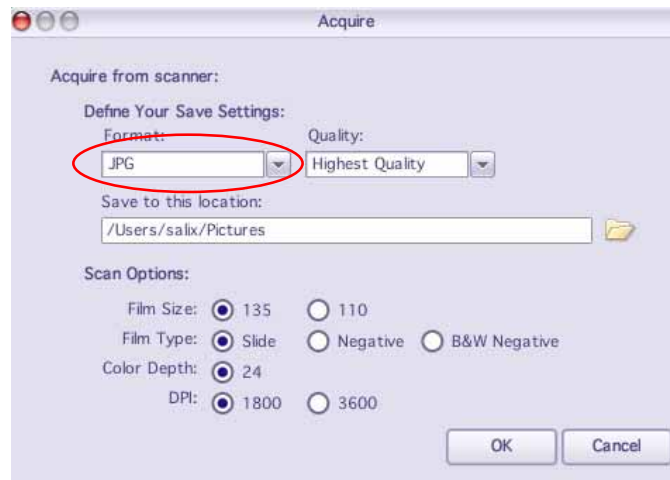 Acquire
Acquire from scanner:
Define Your Save Settings:
Format: Quality:
JPG Highest Quality
Save to this location:
/Users/salix/Pictures
Scan Options:
Film Size: 135 110
Film Type: Slide Negative B&W Negative
Color Depth: 24
DPI: 1800 3600
OK Cancel